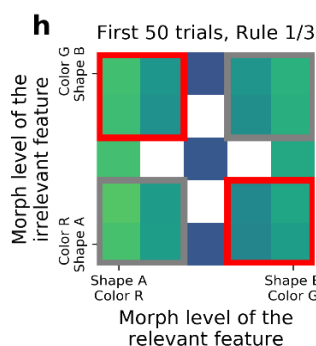 h
First 50 trials, Rule 1/3
Morph level of the
irrelevant feature
Color G
Shape B
Color R
Shape A
Shape A
Color R
Shape B
Color G
Morph level of the
relevant feature